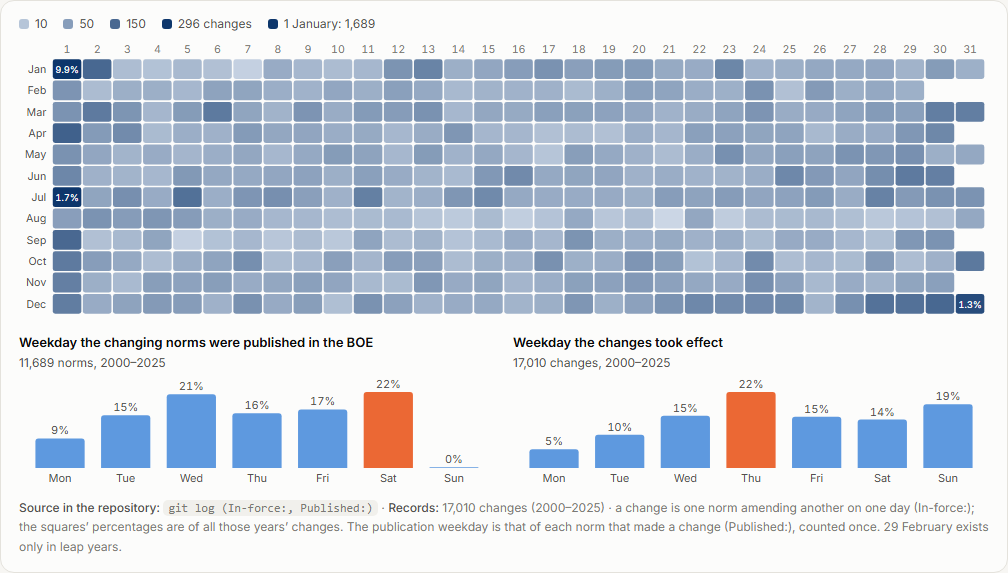 10 50 150 296 changes 1 January: 1,689
1 2 3 4 5 6 7 8 9 10 11 12 13 14 15 16 17 18 19 20 21 22 23 24 25 26 27 28 29 30 31
Jan 9.9%
Feb
Mar
Apr
May
Jun
Jul 1.7%
Aug
Sep
Oct
Nov
Dec 1.3%
Weekday the changing norms were published in the BOE
11,689 norms, 2000–2025
9% 15% 21% 16% 17% 22% 0%
Mon Tue Wed Thu Fri Sat Sun
Weekday the changes took effect
17,010 changes, 2000–2025
5% 10% 15% 22% 15% 14% 19%
Mon Tue Wed Thu Fri Sat Sun
Source in the repository: git log (In-force:, Published:) · Records: 17,010 changes (2000–2025) · a change is one norm amending another on one day (In-force:);
the squares’ percentages are of all those years’ changes. The publication weekday is that of each norm that made a change (Published:), counted once. 29 February exists
only in leap years.